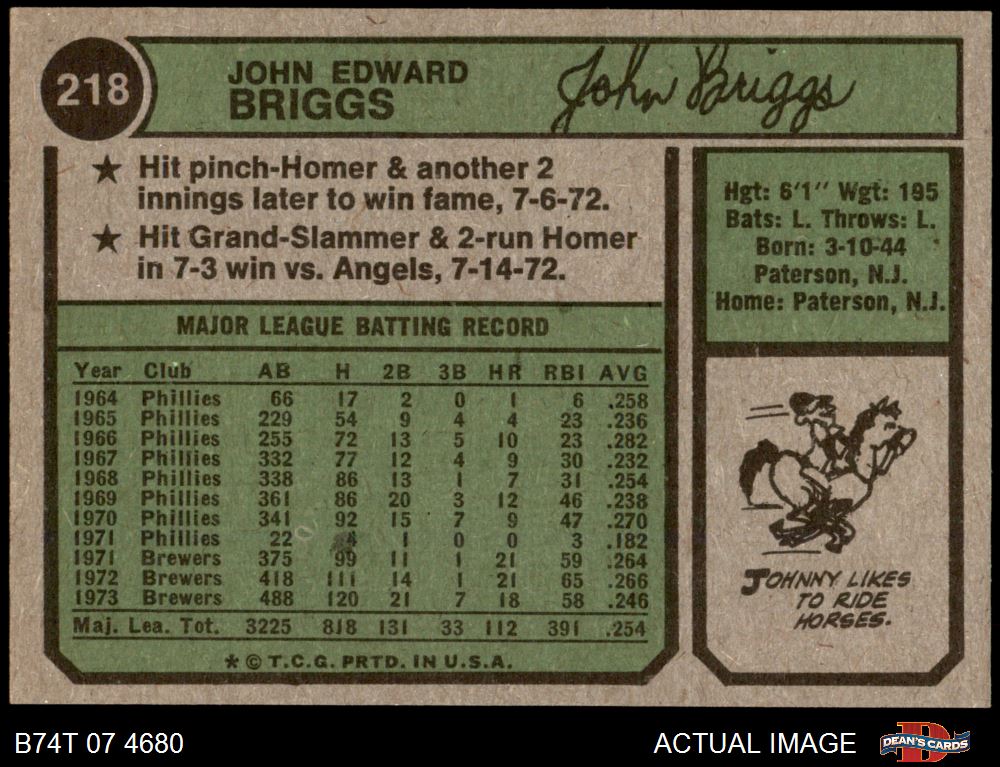 218
JOHN EDWARD
BRIGGS
John Briggs
★ Hit pinch-Homer & another 2
innings later to win fame, 7-6-72.
★ Hit Grand-Slammer & 2-run Homer
in 7-3 win vs. Angels, 7-14-72.
Hgt: 6'1'' Wgt: 195
Bats: L. Throws: L.
Born: 3-10-44
Paterson, N.J.
Home: Paterson, N.J.
MAJOR LEAGUE BATTING RECORD
Year Club AB H 2B 3B HR RBI AVG
1964 Phillies 66 17 2 0 1 6 .258
1965 Phillies 229 54 9 4 4 23 .236
1966 Phillies 255 72 13 5 10 23 .282
1967 Phillies 332 77 12 4 9 30 .232
1968 Phillies 338 86 13 1 7 31 .254
1969 Phillies 361 86 20 3 12 46 .238
1970 Phillies 341 92 15 7 9 47 .270
1971 Phillies 22 4 1 0 0 3 .182
1971 Brewers 375 99 11 1 21 59 .264
1972 Brewers 418 111 14 1 21 65 .266
1973 Brewers 488 120 21 7 18 58 .246
Maj. Lea. Tot. 3225 818 131 33 112 391 .254
* © T.C.G. PRTD. IN U.S.A.
JOHNNY LIKES
TO RIDE
HORSES.
B74T 07 4680
ACTUAL IMAGE
D
DEAN'S CARDS